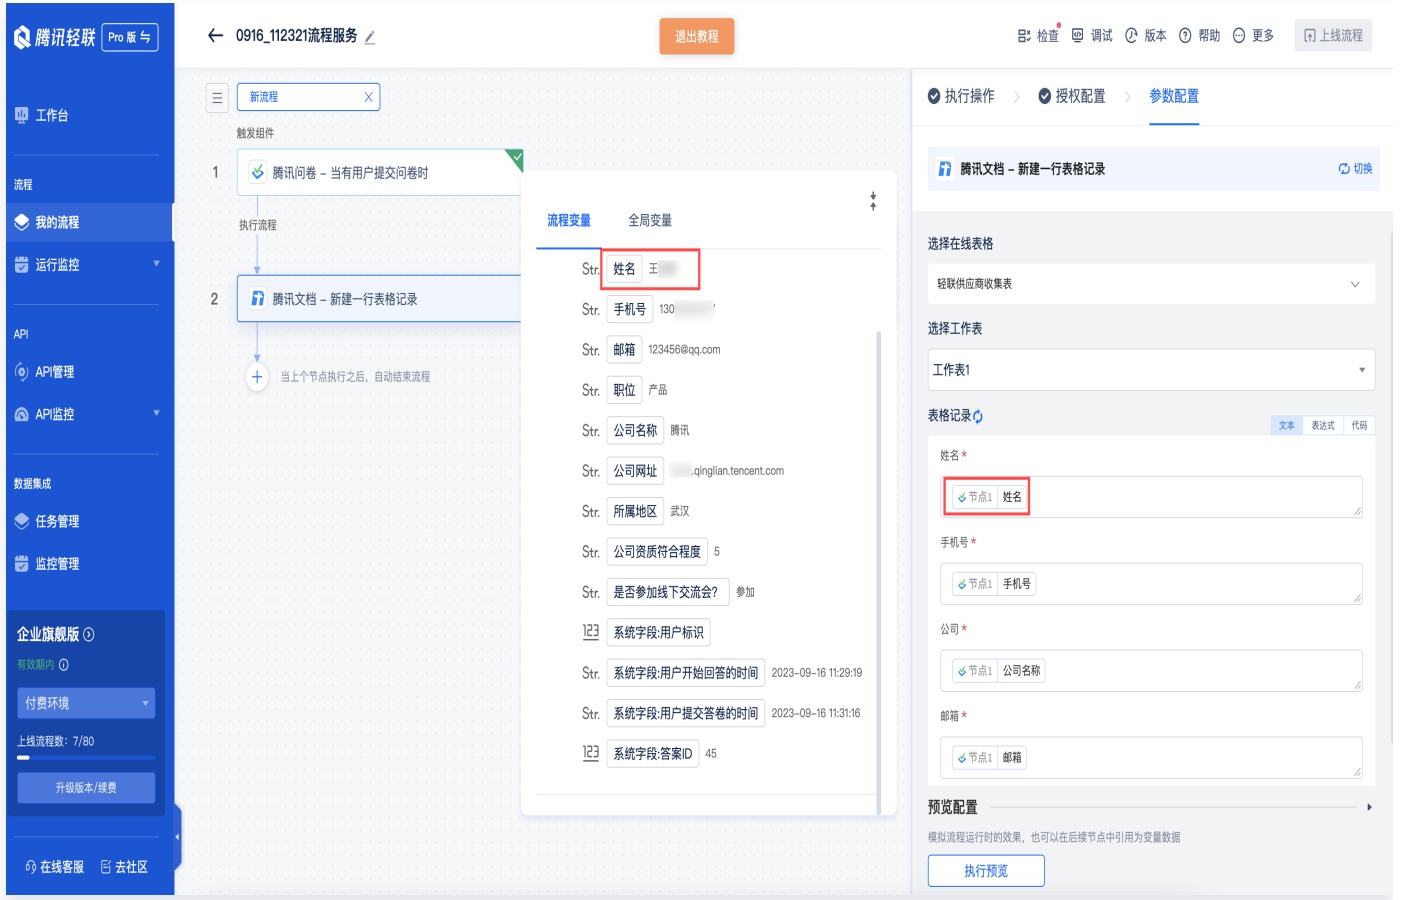 腾讯轻联 Pro 版
0916_112321流程服务
退出教程
检查 调试 版本 帮助 更多 上线流程
工作台
流程
我的流程
运行监控
API
API管理
API监控
数据集成
任务管理
监控管理
企业旗舰版
有效期内
付费环境
上线流程数：7/80
升级版本/续费
在线客服 去社区
新流程 X
触发组件
1 腾讯问卷 – 当有用户提交问卷时
执行流程
2 腾讯文档 – 新建一行表格记录
当上个节点执行之后，自动结束流程
流程变量 全局变量
Str. 姓名 王
Str. 手机号 130
Str. 邮箱 123456@qq.com
Str. 职位 产品
Str. 公司名称 腾讯
Str. 公司网址 .qinglian.tencent.com
Str. 所属地区 武汉
Str. 公司资质符合程度 5
Str. 是否参加线下交流会? 参加
123 系统字段:用户标识
Str. 系统字段:用户开始回答的时间 2023-09-16 11:29:19
Str. 系统字段:用户提交答卷的时间 2023-09-16 11:31:16
123 系统字段:答案ID 45
执行操作 授权配置 参数配置
腾讯文档 – 新建一行表格记录 切换
选择在线表格
轻联供应商收集表
选择工作表
工作表1
表格记录
文本 表达式 代码
姓名 *
节点1 姓名
手机号 *
节点1 手机号
公司 *
节点1 公司名称
邮箱 *
节点1 邮箱
预览配置
模拟流程运行时的效果，也可以在后续节点中引用为变量数据
执行预览